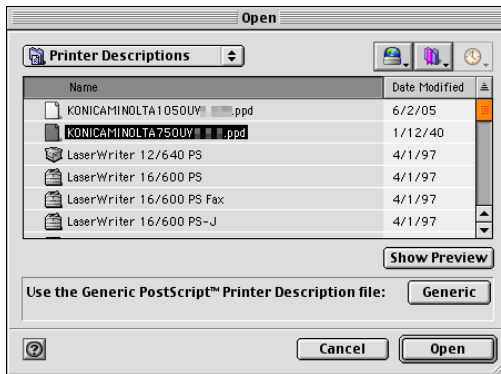 Open
Printer Descriptions
Name Date Modified
KONICAMINOLTA1050UV .ppd 6/2/05
KONICAMINOLTA750UV .ppd 1/12/40
LaserWriter 12/640 PS 4/1/97
LaserWriter 16/600 PS 4/1/97
LaserWriter 16/600 PS Fax 4/1/97
LaserWriter 16/600 PS-J 4/1/97
Show Preview
Use the Generic PostScript™ Printer Description file: Generic
Cancel Open